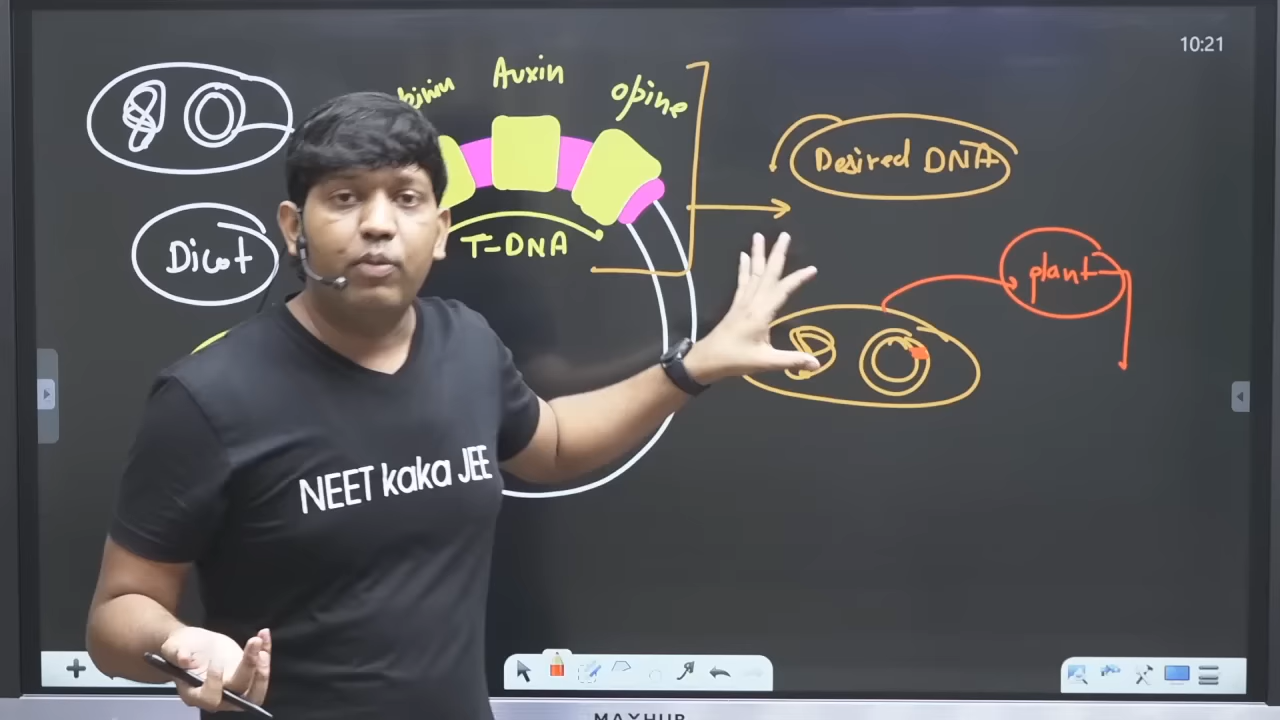 10:21
Auxin
opine
Desired DNA
T-DNA
Dicot
plant
NEET kaka JEE
MAXHUB